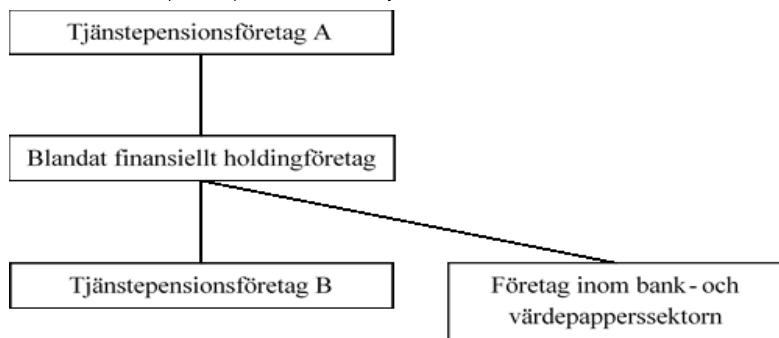 Tjänstepensionsföretag A
Blandat finansiellt holdingföretag
Tjänstepensionsföretag B
Företag inom bank- och
värdepapperssektorn